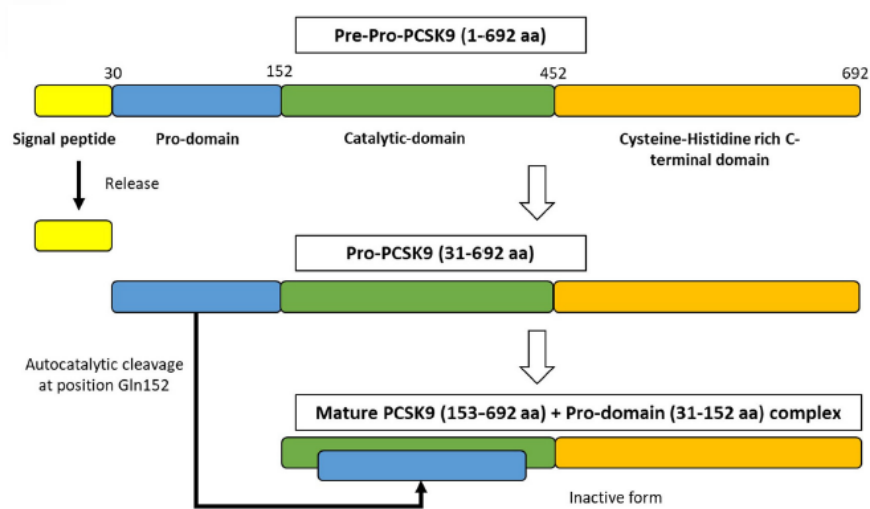 Pre-Pro-PCSK9 (1-692 aa)
30
152
452
692
Signal peptide
Pro-domain
Catalytic-domain
Cysteine-Histidine rich C-
terminal domain
Release
Pro-PCSK9 (31-692 aa)
Autocatalytic cleavage
at position Gln152
Mature PCSK9 (153-692 aa) + Pro-domain (31-152 aa) complex
Inactive form